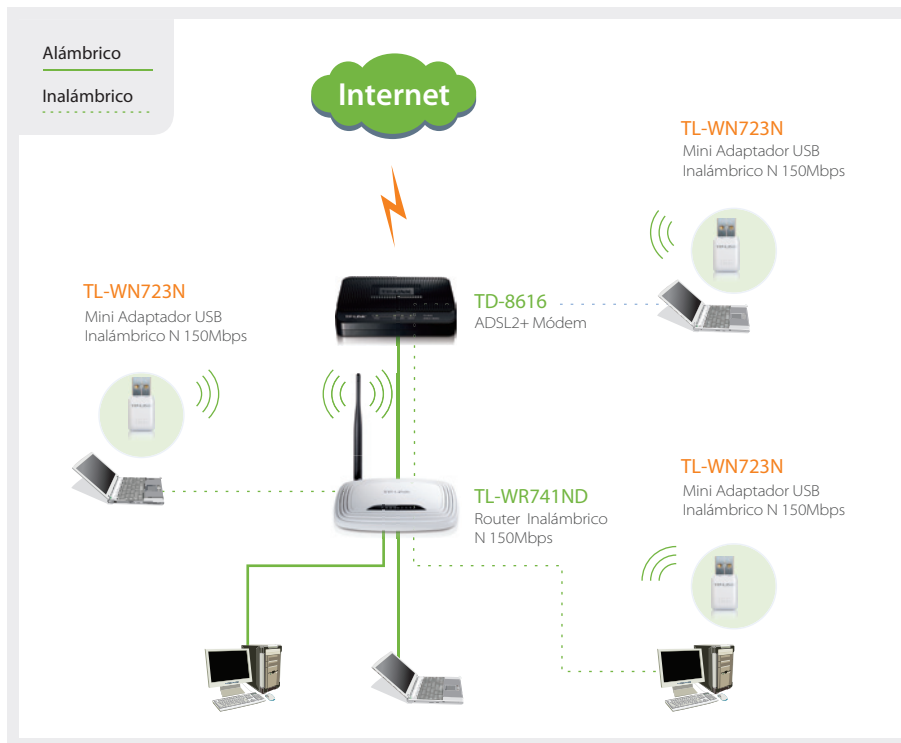 Alámbrico
Inalámbrico
Internet
TL-WN723N
Mini Adaptador USB
Inalámbrico N 150Mbps
TL-WN723N
Mini Adaptador USB
Inalámbrico N 150Mbps
TD-8616
ADSL2+ Módem
TL-WR741ND
Router Inalámbrico
N 150Mbps
TL-WN723N
Mini Adaptador USB
Inalámbrico N 150Mbps